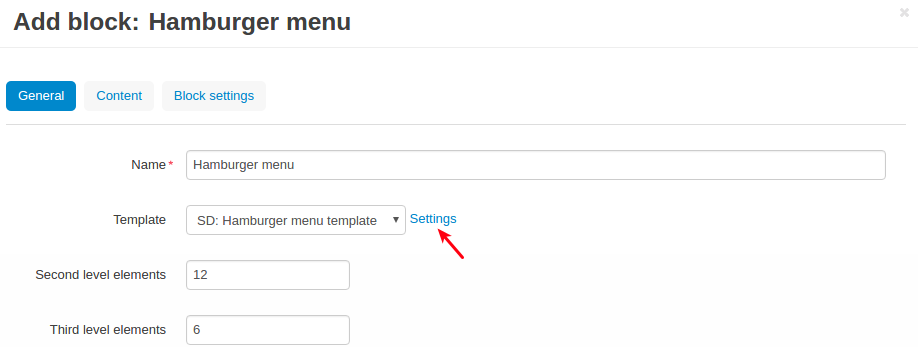 Add block: Hamburger menu
General Content Block settings
Name* Hamburger menu
Template SD: Hamburger menu template Settings
Second level elements 12
Third level elements 6